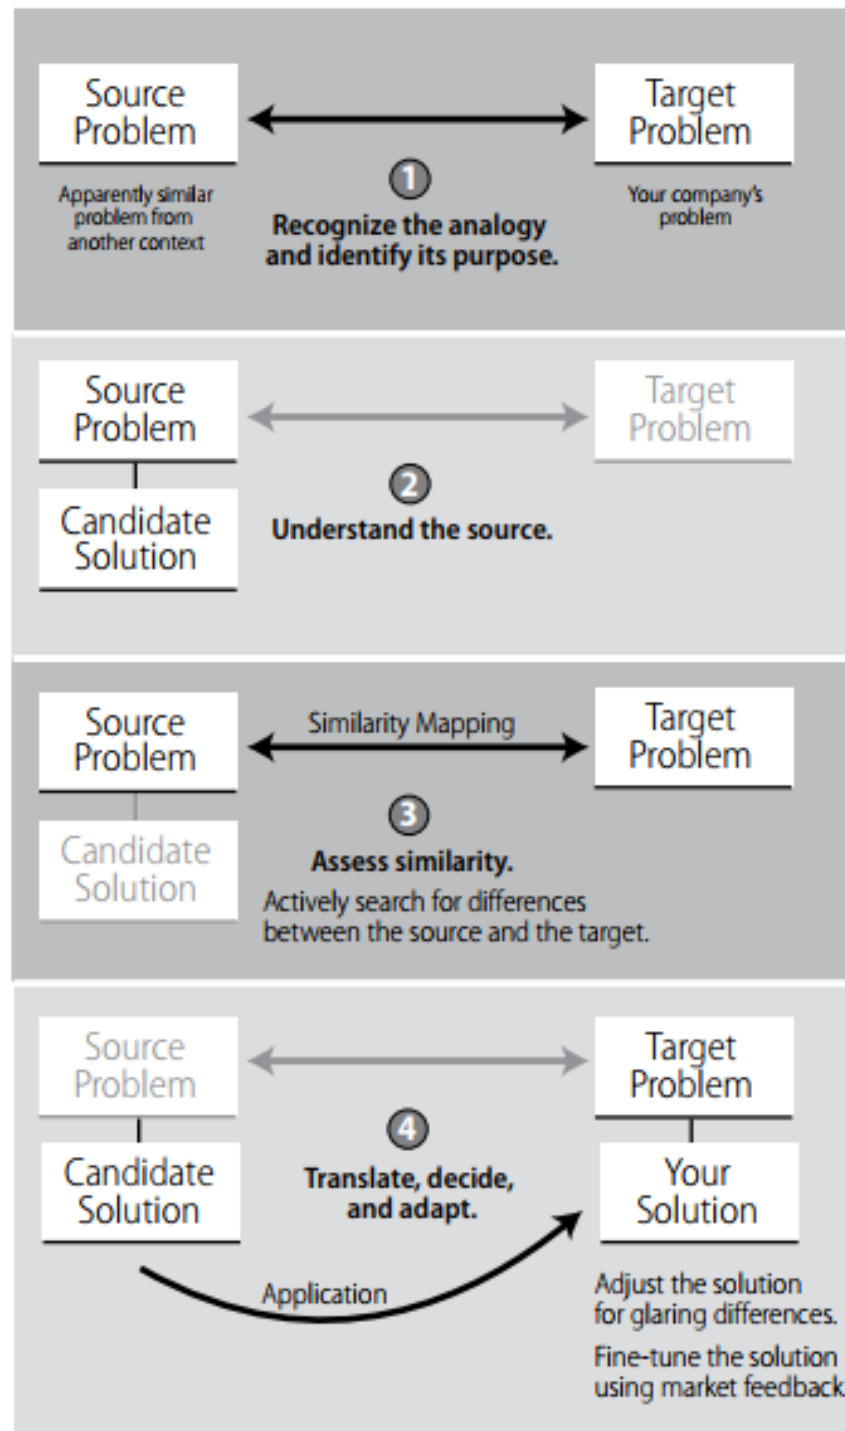 Source
Problem
Apparently similar
problem from
another context
1
Recognize the analogy
and identify its purpose.
Target
Problem
Your company's
problem
Source
Problem
Candidate
Solution
2
Understand the source.
Target
Problem
Source
Problem
Candidate
Solution
Similarity Mapping
3
Assess similarity.
Actively search for differences
between the source and the target.
Target
Problem
Source
Problem
Candidate
Solution
4
Translate, decide,
and adapt.
Application
Target
Problem
Your
Solution
Adjust the solution
for glaring differences.
Fine-tune the solution
using market feedback.